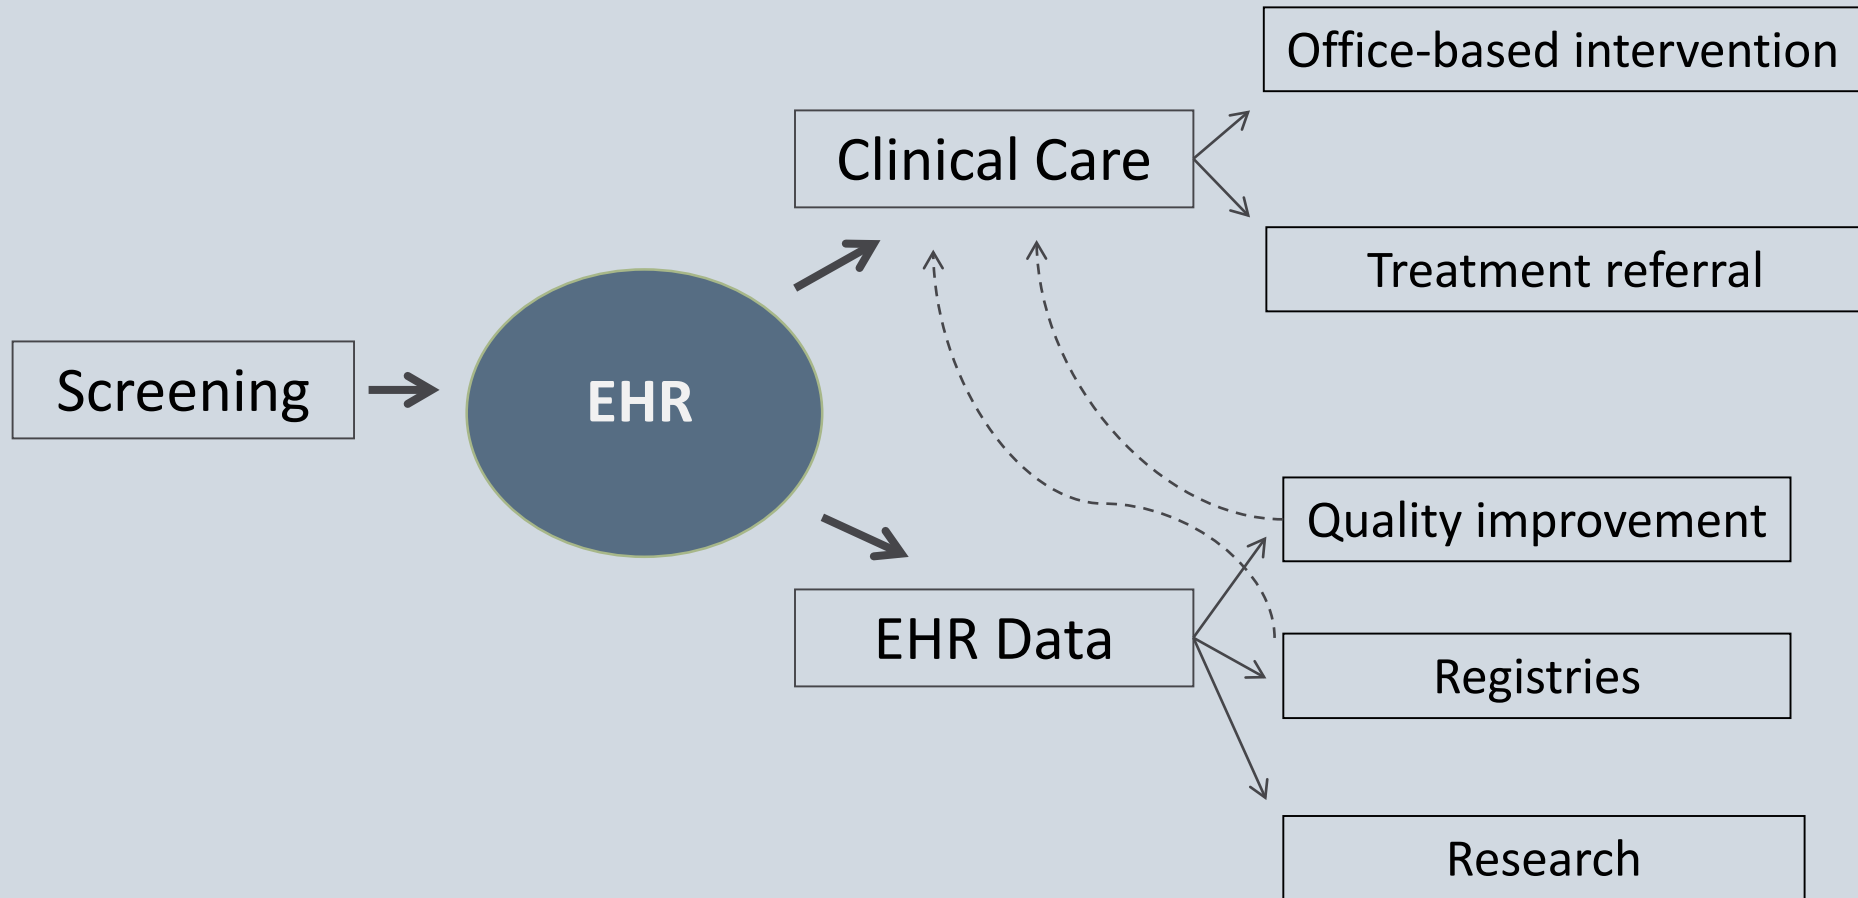 Office-based intervention
Clinical Care
Treatment referral
Screening
EHR
Quality improvement
EHR Data
Registries
Research